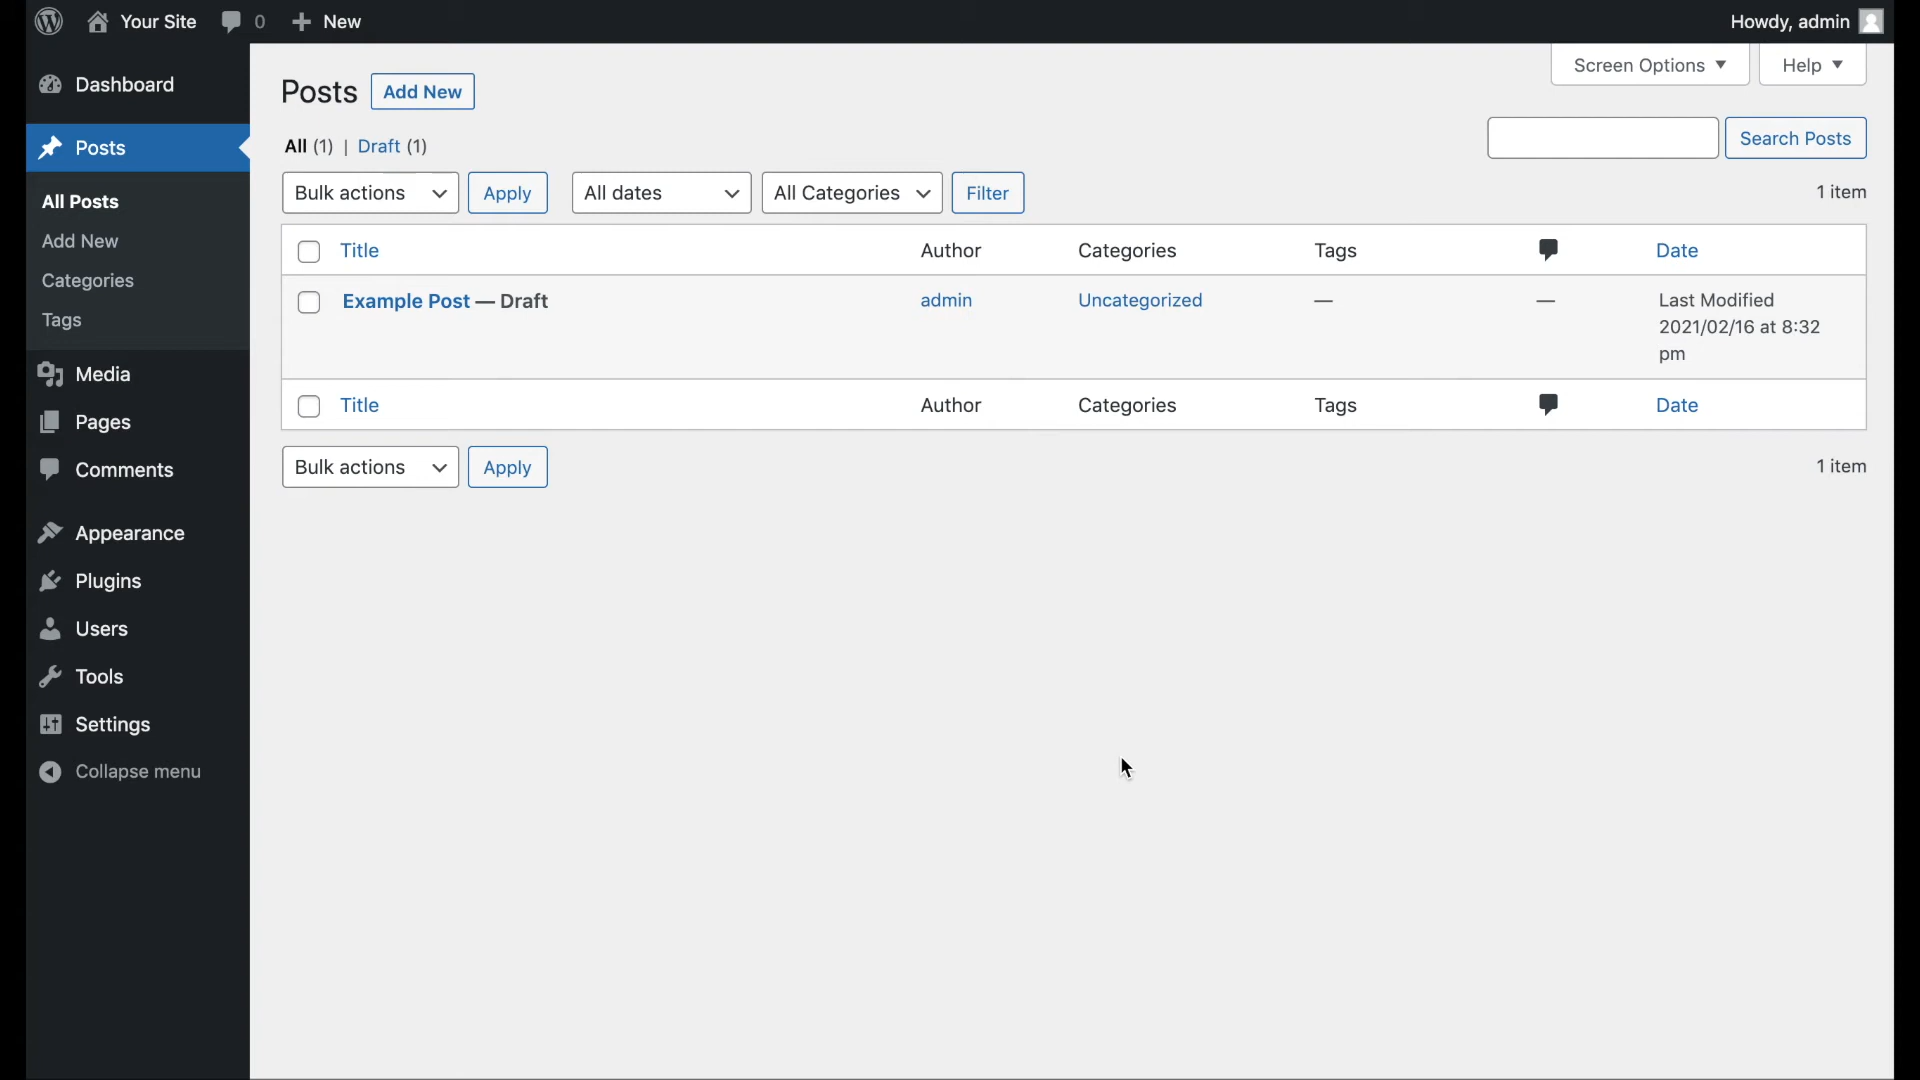 Your Site 0 New Howdy, admin
Screen Options ▼ Help ▼
Dashboard
Posts
All Posts
Add New
Categories
Tags
Media
Pages
Comments
Appearance
Plugins
Users
Tools
Settings
Collapse menu
Posts Add New
All (1) | Draft (1)
Search Posts
Bulk actions Apply All dates All Categories Filter 1 item
Title Author Categories Tags Date
Example Post — Draft admin Uncategorized — — Last Modified
2021/02/16 at 8:32
pm
Title Author Categories Tags Date
Bulk actions Apply 1 item